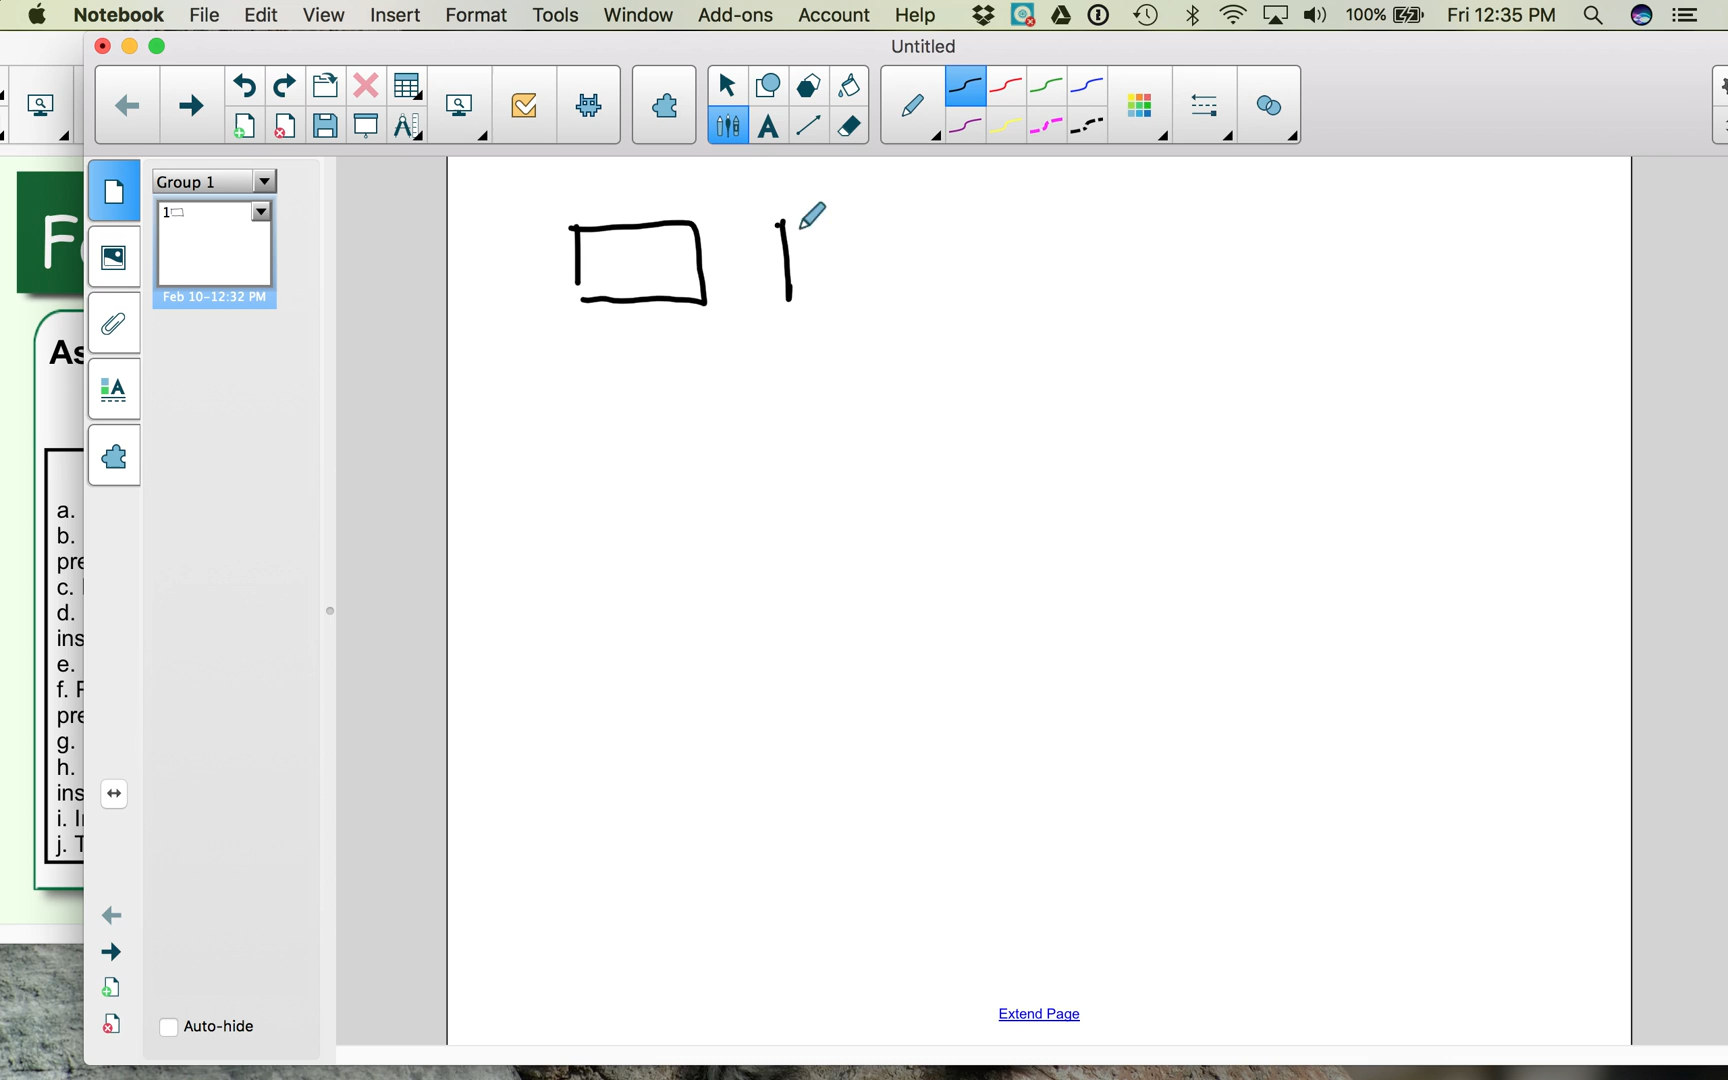 Notebook File Edit View Insert Format Tools Window Add-ons Account Help 100% Fri 12:35 PM
Untitled
Group 1
1
Feb 10-12:32 PM
As
a.
b.
pre
c.
d.
ins
e.
f. F
pre
g.
h.
ins
i. I
j. T
Auto-hide
Extend Page